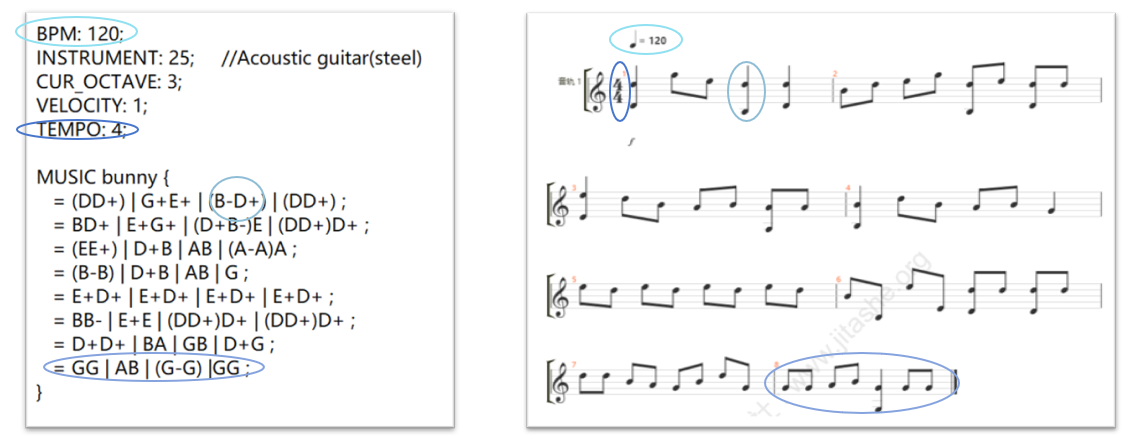 BPM: 120;
INSTRUMENT: 25; //Acoustic guitar(steel)
CUR_OCTAVE: 3;
VELOCITY: 1;
TEMPO: 4;
MUSIC bunny {
= (DD+) | G+E+ | (B-D+) | (DD+) ;
= BD+ | E+G+ | (D+B-)E | (DD+)D+ ;
= (EE+) | D+B | AB | (A-A)A ;
= (B-B) | D+B | AB | G ;
= E+D+ | E+D+ | E+D+ | E+D+ ;
= BB- | E+E | (DD+)D+ | (DD+)D+ ;
= D+D+ | BA | GB | D+G ;
= GG | AB | (G-G) |GG ;
}
= 120
音轨 1
4
4
1
2
f
3
4
5
6
7
8
www.jitashe.org